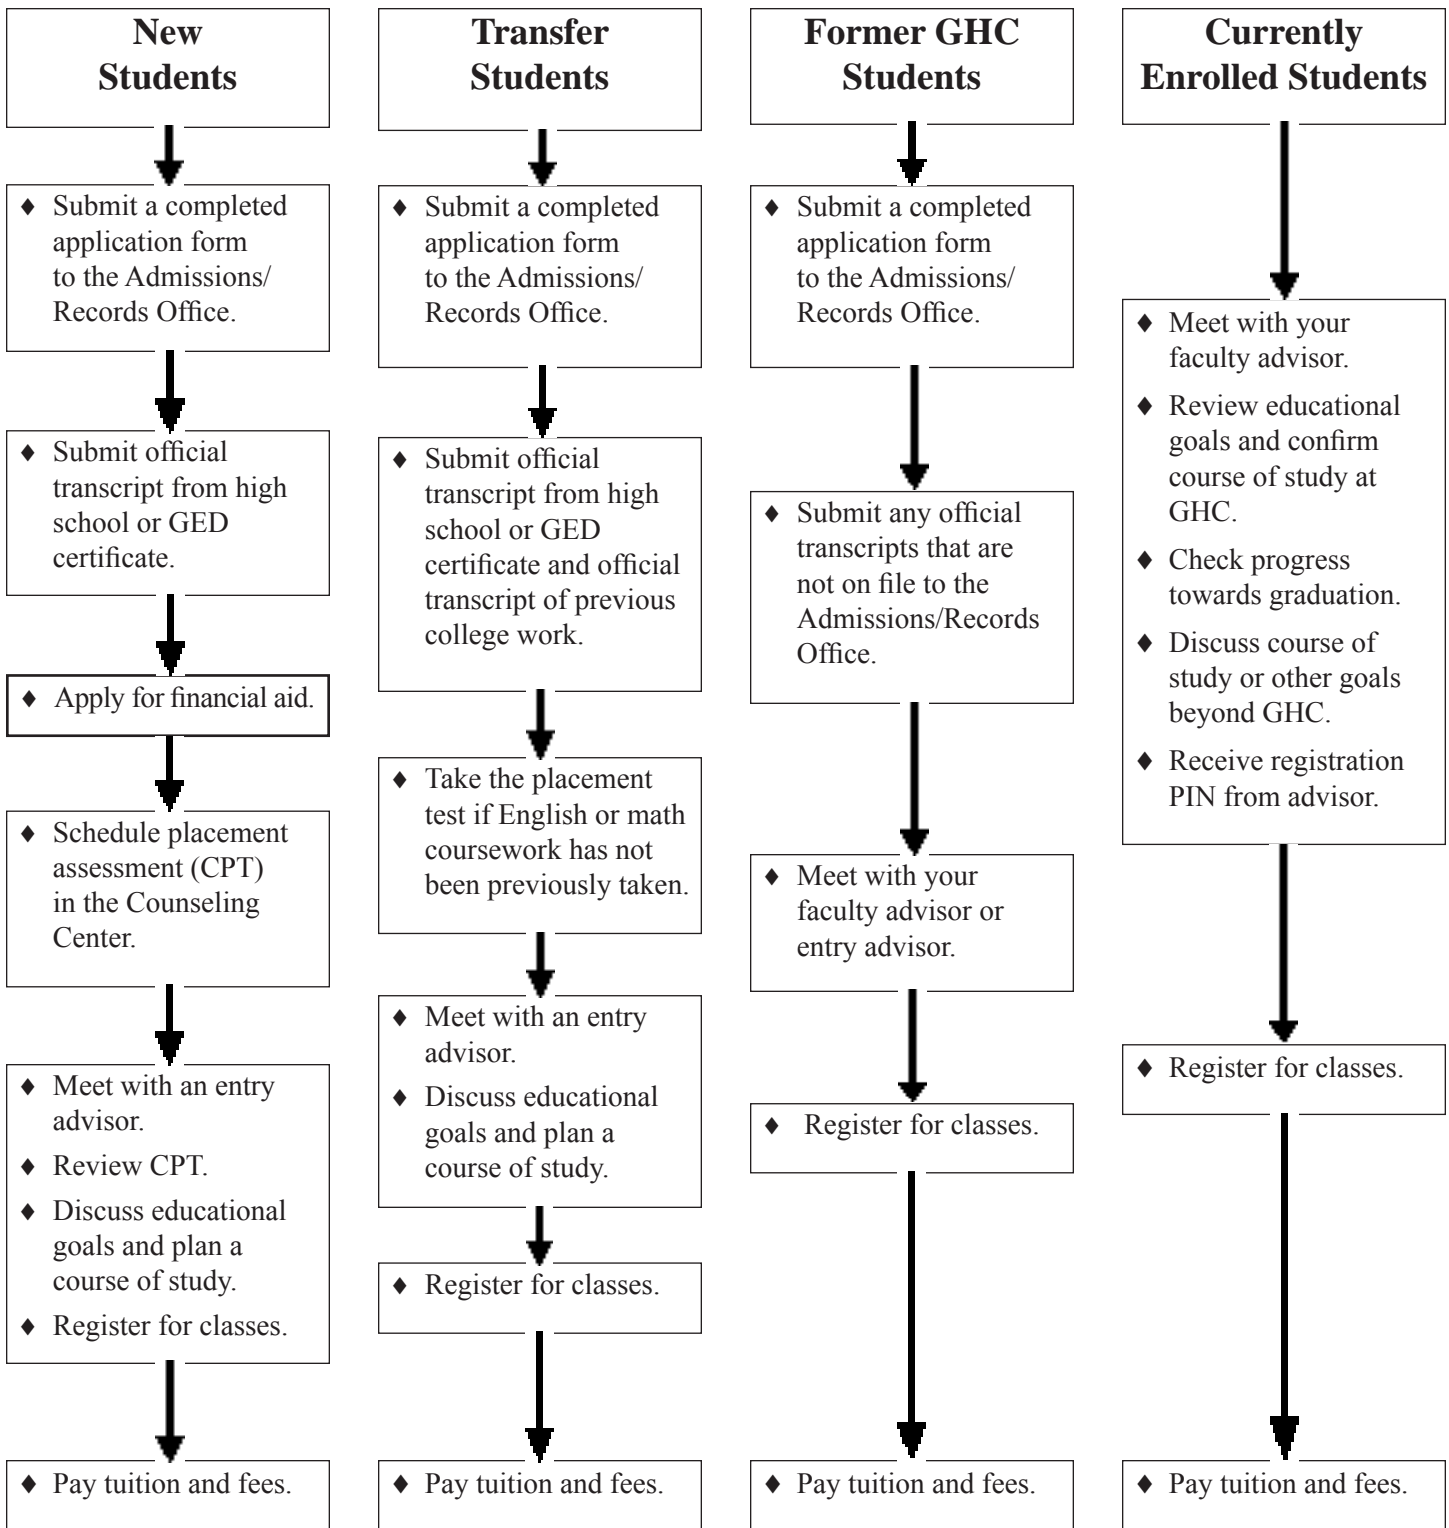 New
Students
♦ Submit a completed
application form
to the Admissions/
Records Office.
♦ Submit official
transcript from high
school or GED
certificate.
♦ Apply for financial aid.
♦ Schedule placement
assessment (CPT)
in the Counseling
Center.
♦ Meet with an entry
advisor.
♦ Review CPT.
♦ Discuss educational
goals and plan a
course of study.
♦ Register for classes.
♦ Pay tuition and fees.
Transfer
Students
♦ Submit a completed
application form
to the Admissions/
Records Office.
♦ Submit official
transcript from high
school or GED
certificate and official
transcript of previous
college work.
♦ Take the placement
test if English or math
coursework has not
been previously taken.
♦ Meet with an entry
advisor.
♦ Discuss educational
goals and plan a
course of study.
♦ Register for classes.
♦ Pay tuition and fees.
Former GHC
Students
♦ Submit a completed
application form
to the Admissions/
Records Office.
♦ Submit any official
transcripts that are
not on file to the
Admissions/Records
Office.
♦ Meet with your
faculty advisor or
entry advisor.
♦ Register for classes.
♦ Pay tuition and fees.
Currently
Enrolled Students
♦ Meet with your
faculty advisor.
♦ Review educational
goals and confirm
course of study at
GHC.
♦ Check progress
towards graduation.
♦ Discuss course of
study or other goals
beyond GHC.
♦ Receive registration
PIN from advisor.
♦ Register for classes.
♦ Pay tuition and fees.